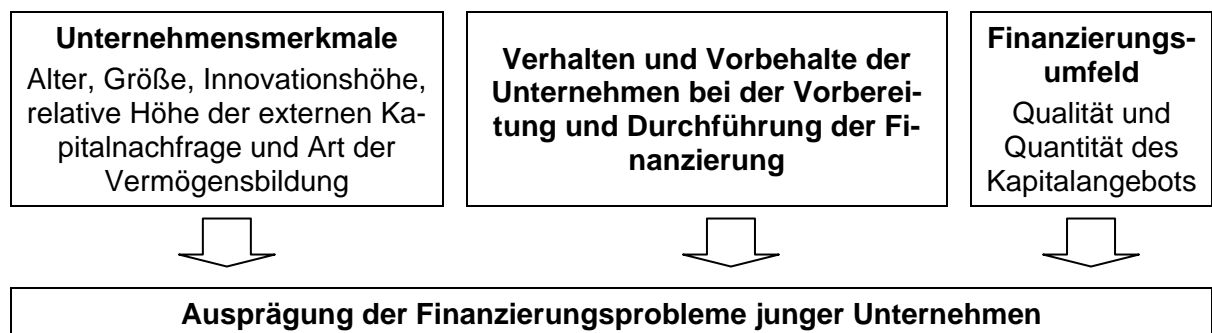 Unternehmensmerkmale
Alter, Größe, Innovationshöhe,
relative Höhe der externen Ka-
pitalnachfrage und Art der
Vermögensbildung
Verhalten und Vorbehalte der
Unternehmen bei der Vorberei-
tung und Durchführung der Fi-
nanzierung
Finanzierungs-
umfeld
Qualität und
Quantität des
Kapitalangebots
Ausprägung der Finanzierungsprobleme junger Unternehmen